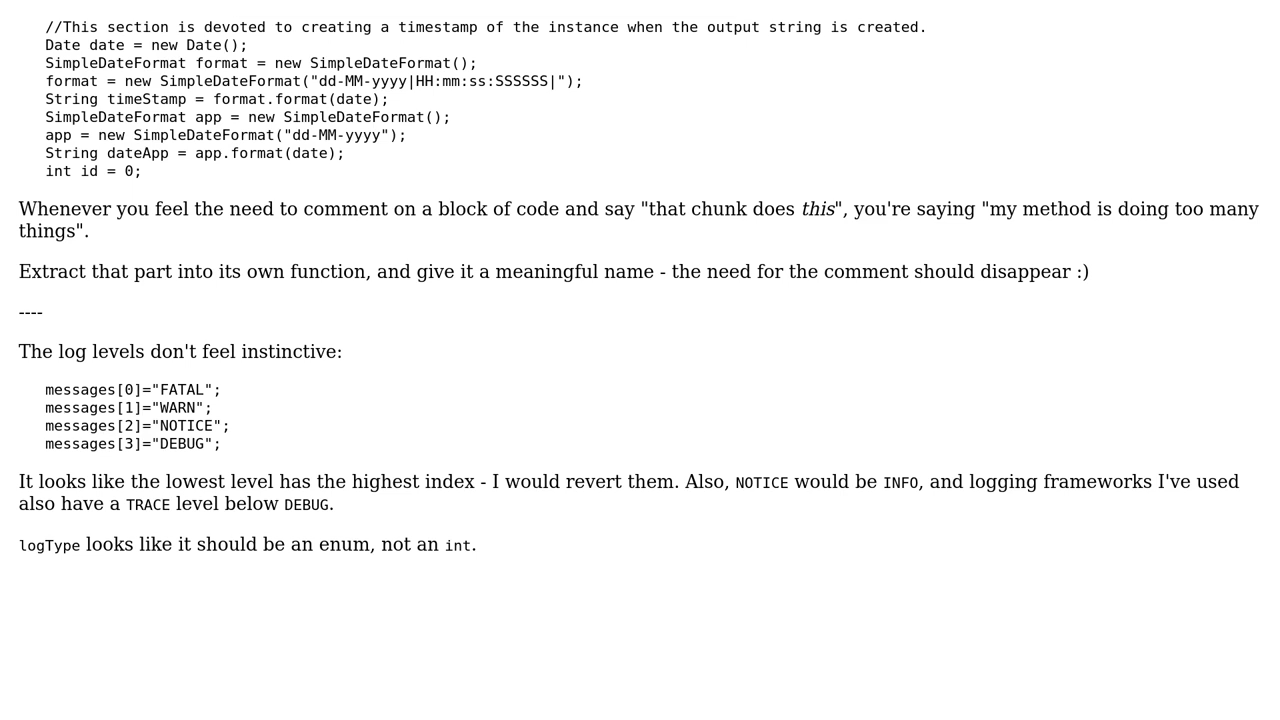 //This section is devoted to creating a timestamp of the instance when the output string is created.
Date date = new Date();
SimpleDateFormat format = new SimpleDateFormat();
format = new SimpleDateFormat("dd-MM-yyyy|HH:mm:ss:SSSSSS|");
String timeStamp = format.format(date);
SimpleDateFormat app = new SimpleDateFormat();
app = new SimpleDateFormat("dd-MM-yyyy");
String dateApp = app.format(date);
int id = 0;
Whenever you feel the need to comment on a block of code and say "that chunk does this", you're saying "my method is doing too many
things".
Extract that part into its own function, and give it a meaningful name - the need for the comment should disappear :)
----
The log levels don't feel instinctive:
messages[0]="FATAL";
messages[1]="WARN";
messages[2]="NOTICE";
messages[3]="DEBUG";
It looks like the lowest level has the highest index - I would revert them. Also, NOTICE would be INFO, and logging frameworks I've used
also have a TRACE level below DEBUG.
logType looks like it should be an enum, not an int.